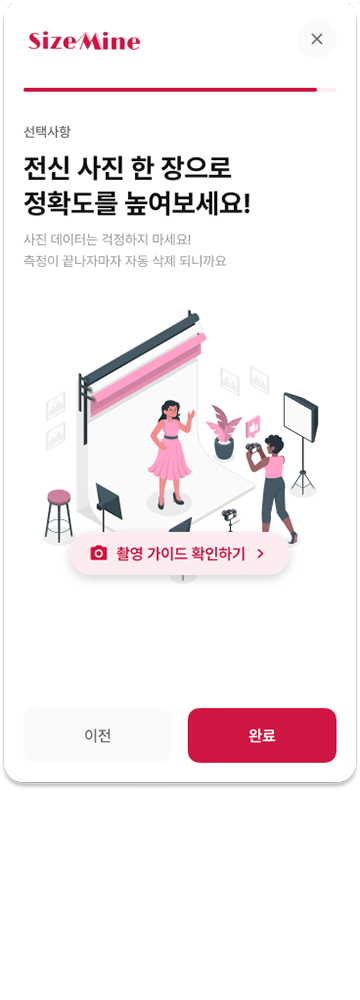 SizeMine
선택사항
전신 사진 한 장으로
정확도를 높여보세요!
사진 데이터는 걱정하지 마세요!
측정이 끝나자마자 자동 삭제 되니까요
촬영 가이드 확인하기
이전
완료